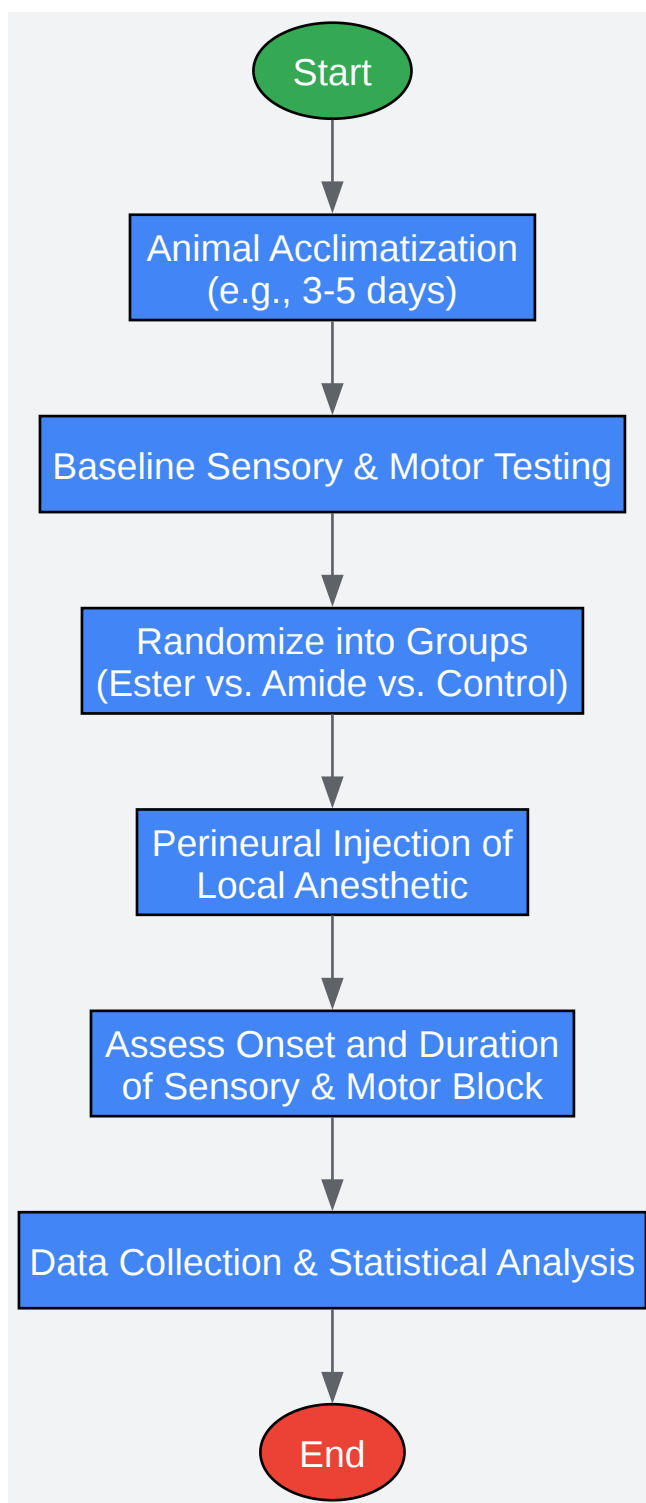 Start
Animal Acclimatization
(e.g., 3-5 days)
Baseline Sensory & Motor Testing
Randomize into Groups
(Ester vs. Amide vs. Control)
Perineural Injection of
Local Anesthetic
Assess Onset and Duration
of Sensory & Motor Block
Data Collection & Statistical Analysis
End